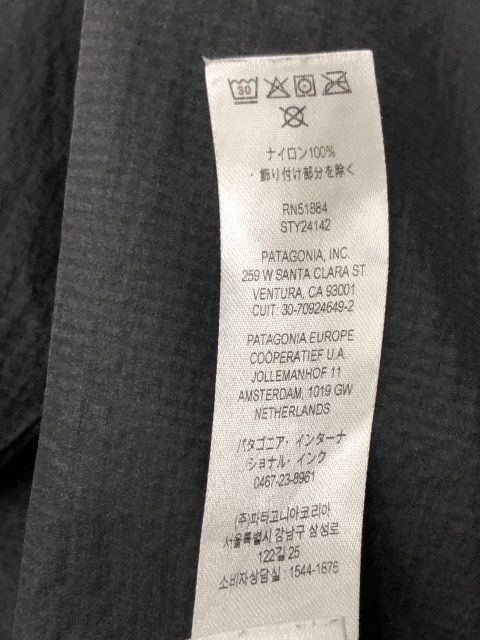 30
ナイロン100%
・飾り付け部分を除く
RN51884
STY24142
PATAGONIA, INC.
259 W SANTA CLARA ST
VENTURA, CA 93001
CUIT: 30-70924649-2
PATAGONIA EUROPE
COÖPERATIEF U.A.
JOLLEMANHOF 11
AMSTERDAM, 1019 GW
NETHERLANDS
パタゴニア・インターナ
ショナル・インク
0467-23-8961
(주)파타고니아코리아
서울특별시 강남구 삼성로
122길 25
소비자상담실 : 1544-1876